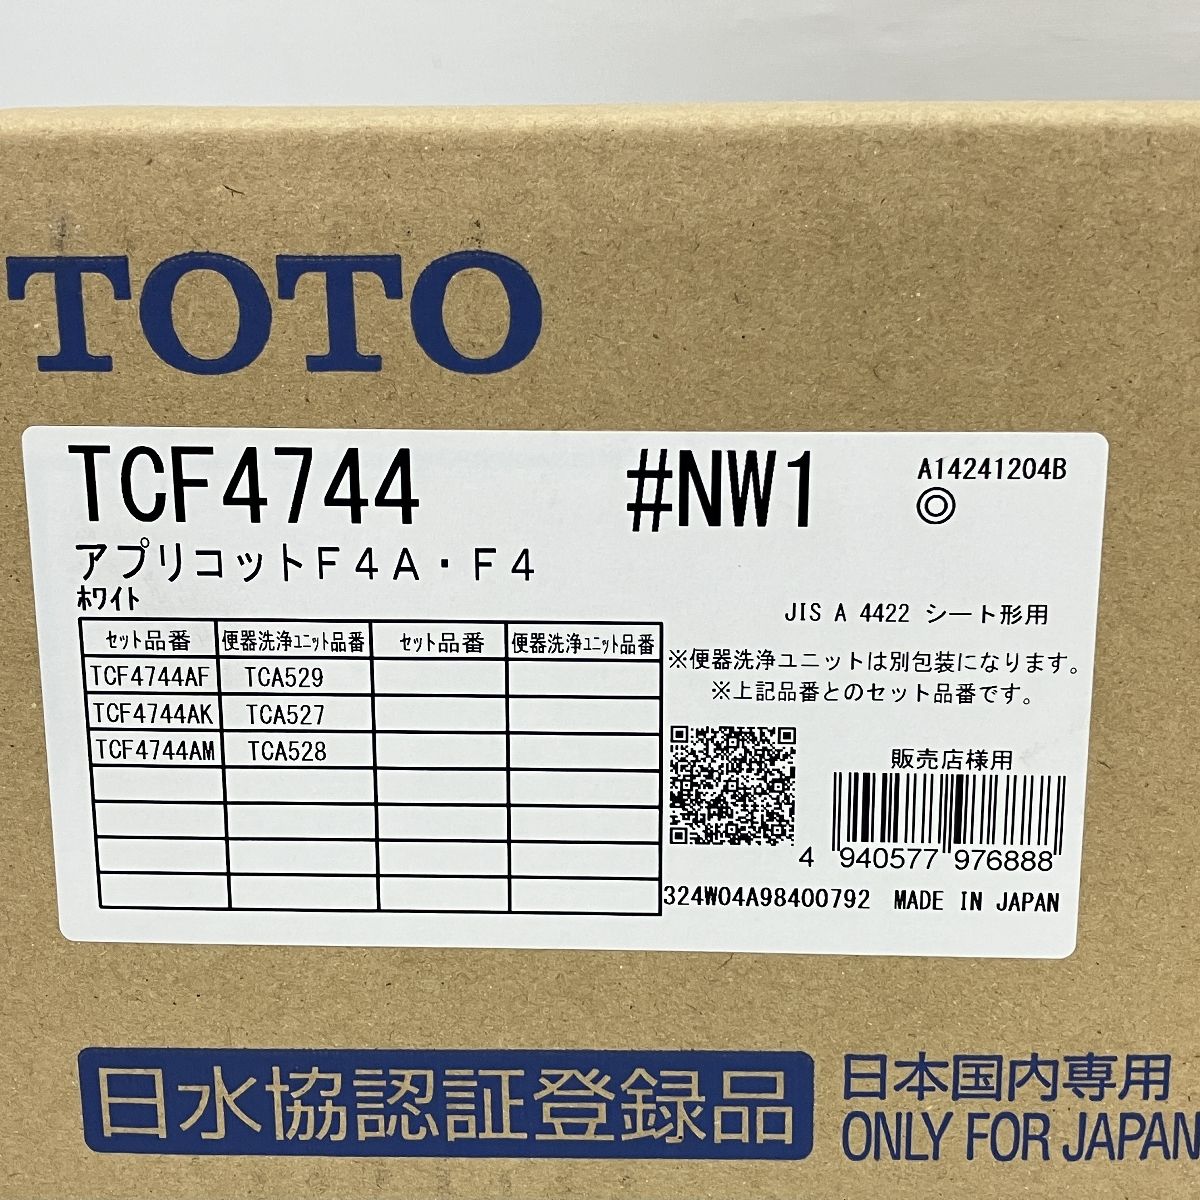 TOTO
TCF4744 #NW1 A14241204B
アプリコットF4A・F4
ホワイト
JIS A 4422 シート形用
セット品番 便器洗浄ユニット品番 セット品番 便器洗浄ユニット品番
TCF4744AF TCA529
TCF4744AK TCA527
TCF4744AM TCA528
※便器洗浄ユニットは別包装になります。
※上記品番とのセット品番です。
販売店様用
4 940577 976888
324W04A98400792 MADE IN JAPAN
日水協認証登録品
日本国内専用
ONLY FOR JAPAN